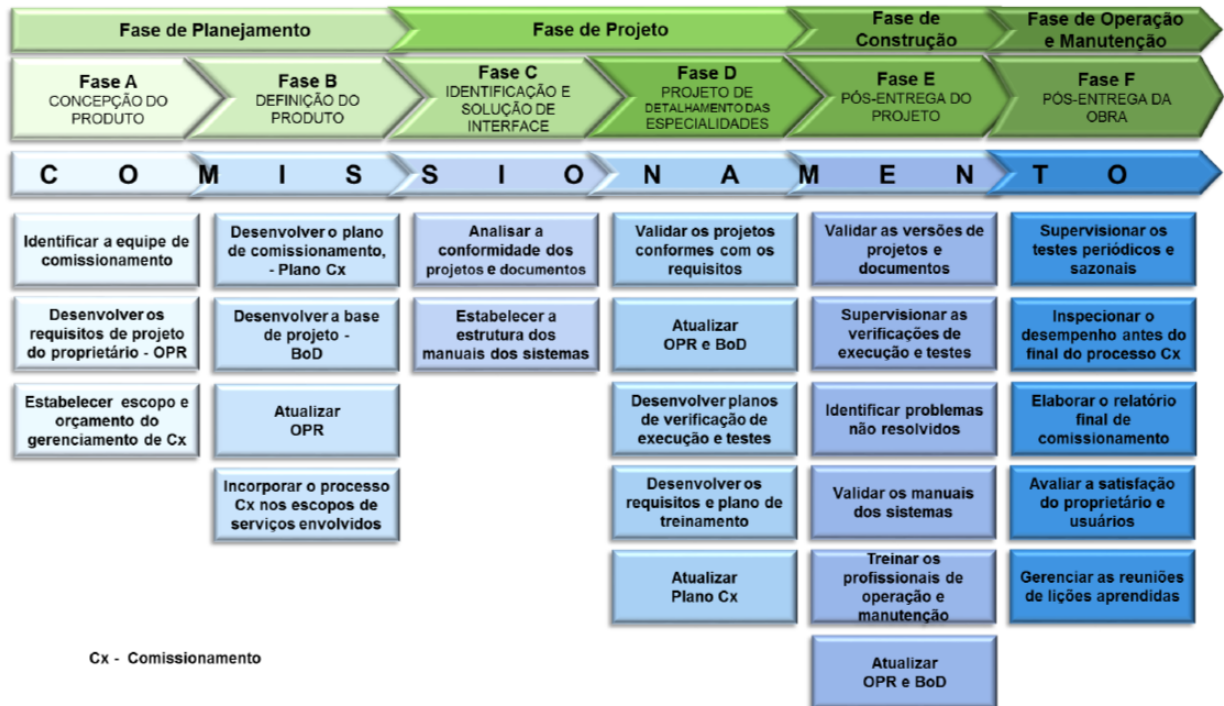 Fase de Planejamento
Fase de Projeto
Fase de
Construção
Fase de Operação
e Manutenção
Fase A
CONCEPÇÃO DO
PRODUTO
Fase B
DEFINIÇÃO DO
PRODUTO
Fase C
IDENTIFICAÇÃO E
SOLUÇÃO DE
INTERFACE
Fase D
PROJETO DE
DETALHAMENTO DAS
ESPECIALIDADES
Fase E
PÓS-ENTREGA DO
PROJETO
Fase F
PÓS-ENTREGA DA
OBRA
C O M I S S I O N A M E N T O
Identificar a equipe de
comissionamento
Desenvolver os
requisitos de projeto
do proprietário - OPR
Estabelecer escopo e
orçamento do
gerenciamento de Cx
Desenvolver o plano
de comissionamento,
- Plano Cx
Desenvolver a base
de projeto -
BoD
Atualizar
OPR
Incorporar o processo
Cx nos escopos de
serviços envolvidos
Analisar a
conformidade dos
projetos e documentos
Estabelecer a
estrutura dos
manuais dos sistemas
Validar os projetos
conformes com os
requisitos
Atualizar
OPR e BoD
Desenvolver planos
de verificação de
execução e testes
Desenvolver os
requisitos e plano de
treinamento
Atualizar
Plano Cx
Validar as versões de
projetos e
documentos
Supervisionar as
verificações de
execução e testes
Identificar problemas
não resolvidos
Validar os manuais
dos sistemas
Treinar os
profissionais de
operação e
manutenção
Atualizar
OPR e BoD
Supervisionar os
testes periódicos e
sazonais
Inspecionar o
desempenho antes do
final do processo Cx
Elaborar o relatório
final de
comissionamento
Avaliar a satisfação
do proprietário e
usuários
Gerenciar as reuniões
de lições aprendidas
Cx - Comissionamento